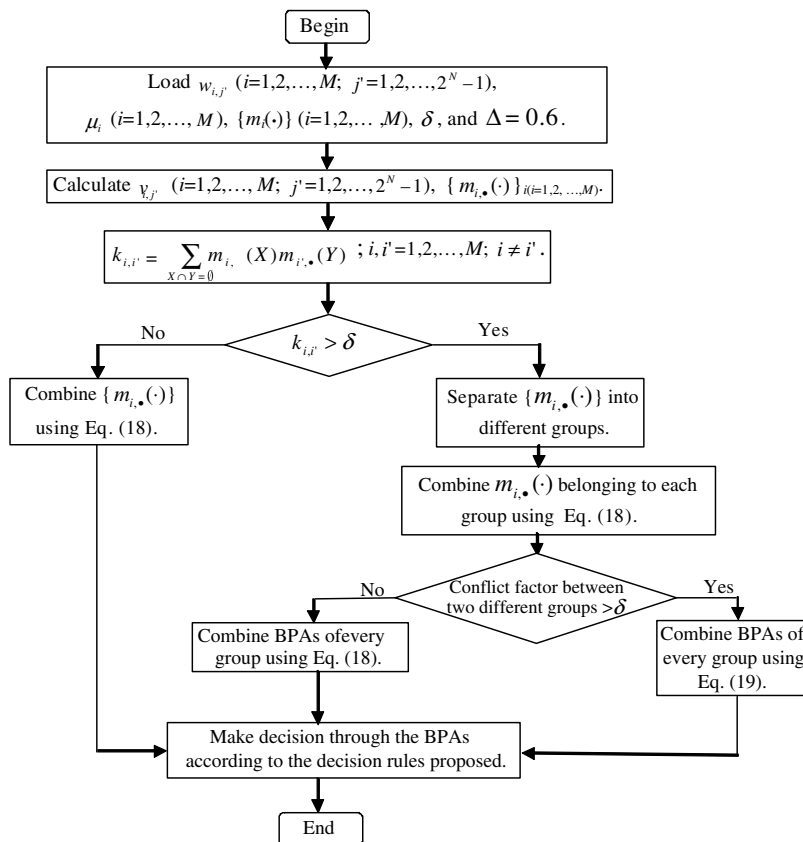 Begin
Load w_{i,j'} (i=1,2,…,M; j'=1,2,…,2^N −1),
μ_i (i=1,2,…, M), {m_i(·)} (i=1,2,… ,M), δ, and Δ = 0.6.
Calculate γ_{i,j'} (i=1,2,…, M; j'=1,2,…,2^N −1), { m_{i,•}(·) }_{i(i=1,2, …,M)}.
k_{i,i'} = ∑_{X∩Y=∅} m_{i,} (X)m_{i',•}(Y) ; i, i'=1,2,…,M; i ≠ i'.
No
k_{i,i'} > δ
Yes
Combine {m_{i,•}(·)}
using Eq. (18).
Separate {m_{i,•}(·)} into
different groups.
Combine m_{i,•}(·) belonging to each
group using Eq. (18).
No
Conflict factor between
two different groups >δ
Yes
Combine BPAs ofevery
group using Eq. (18).
Combine BPAs of
every group using
Eq. (19).
Make decision through the BPAs
according to the decision rules proposed.
End